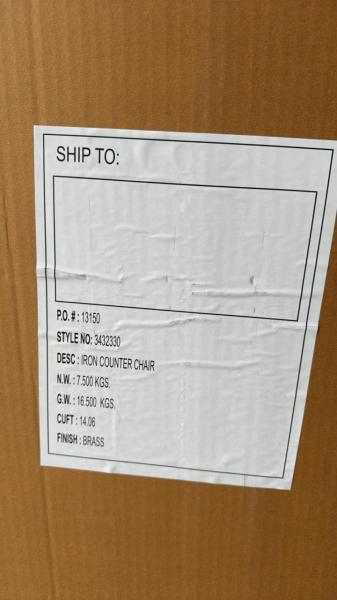 SHIP TO:
P.O. # : 13150
STYLE NO: 3432330
DESC : IRON COUNTER CHAIR
N.W. : 7.500 KGS.
G.W. : 16.500 KGS.
CUFT : 14.06
FINISH : BRASS